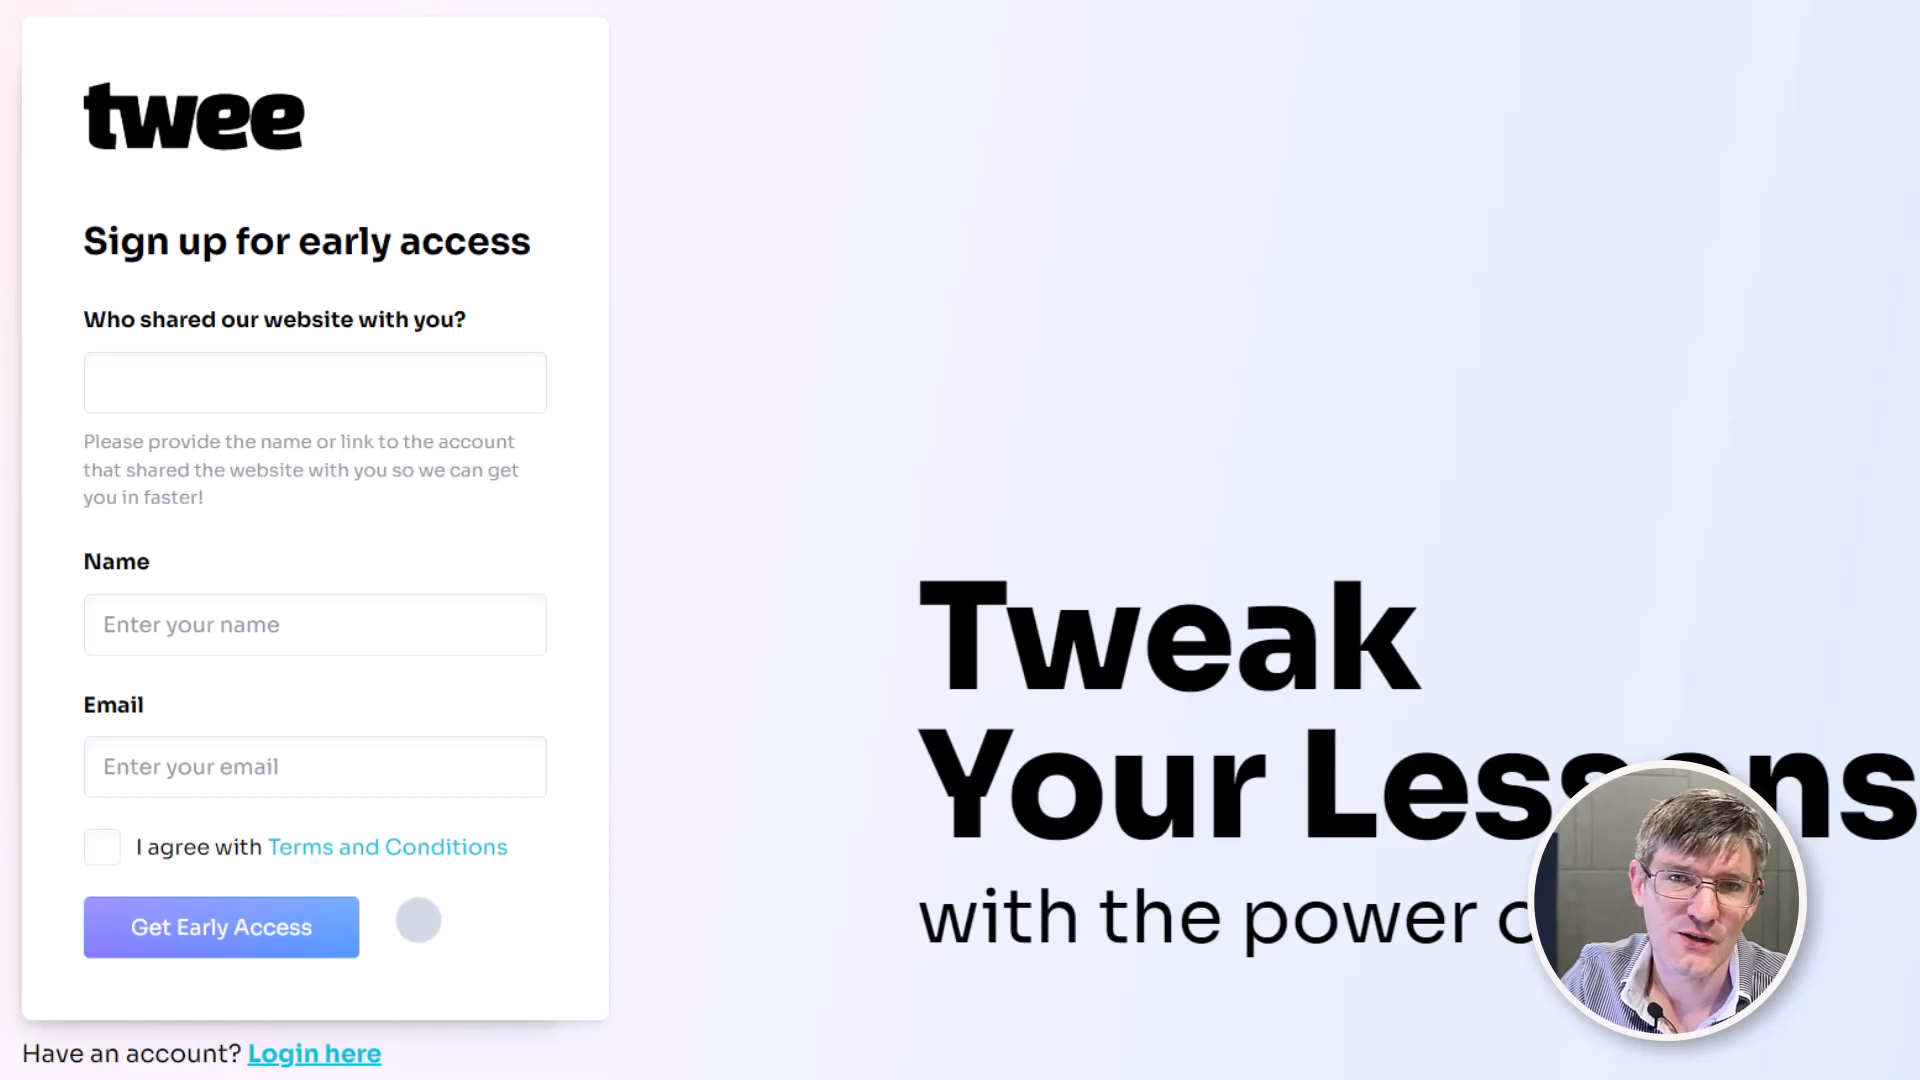 twee
Sign up for early access
Who shared our website with you?
Please provide the name or link to the account
that shared the website with you so we can get
you in faster!
Name
Enter your name
Email
Enter your email
I agree with Terms and Conditions
Get Early Access
Have an account? Login here
Tweak
Your Lessons
with the power